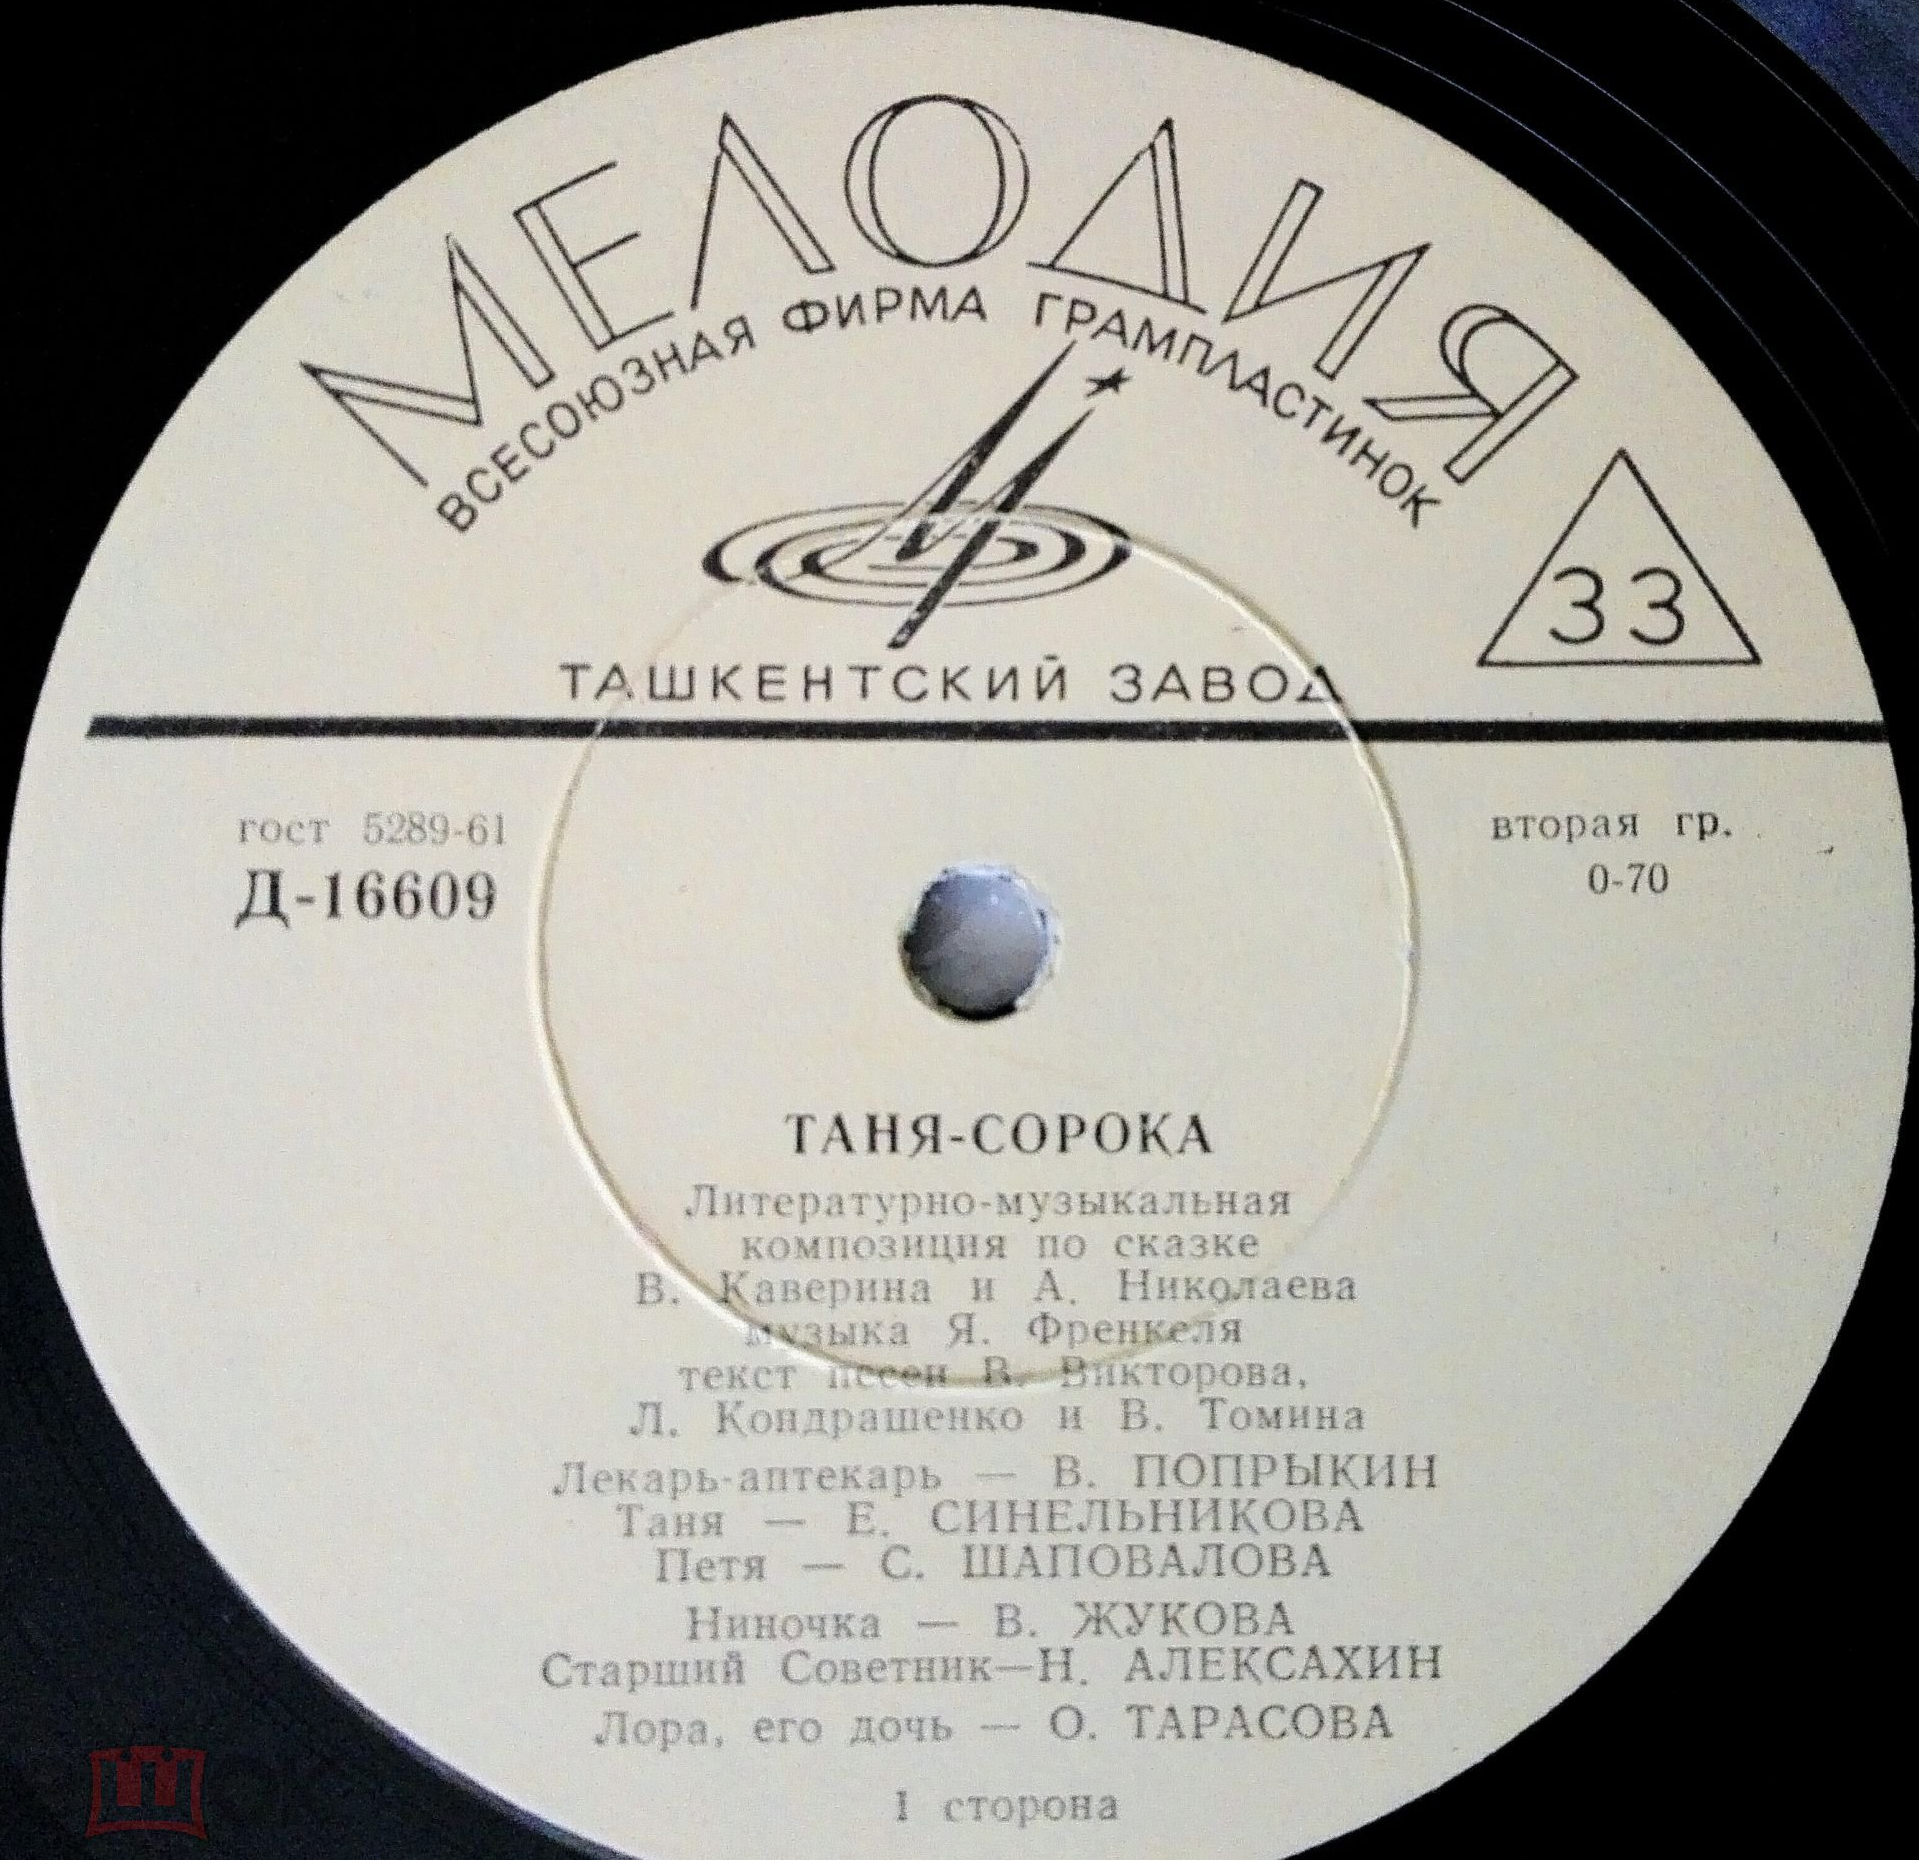 МЕЛОДИЯ
ВСЕСОЮЗНАЯ ФИРМА ГРАМПЛАСТИНОК
33
ТАШКЕНТСКИЙ ЗАВОД
гост 5289-61
Д-16609
вторая гр.
0-70
ТАНЯ-СОРОКА
Литературно-музыкальная
композиция по сказке
В. Каверина и А. Николаева
музыка Я. Френкеля
текст песен В. Викторова,
Л. Кондрашенко и В. Томина
Лекарь-аптекарь — В. ПОПРЫКИН
Таня — Е. СИНЕЛЬНИКОВА
Петя — С. ШАПОВАЛОВА
Ниночка — В. ЖУКОВА
Старший Советник—Н. АЛЕКСАХИН
Лора, его дочь — О. ТАРАСОВА
1 сторона